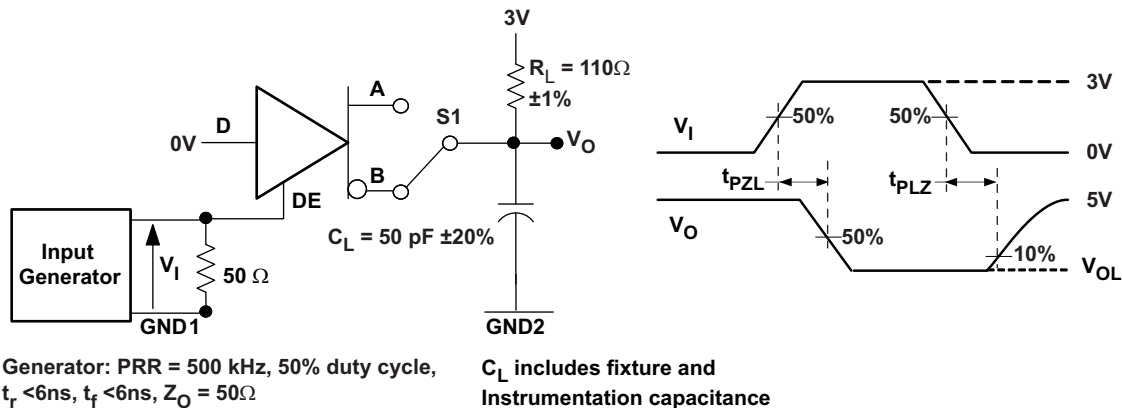 3V
R_L = 110Ω
±1%
A
S1
D
0V
V_O
B
DE
C_L = 50 pF ±20%
Input
Generator
V_I
50 Ω
GND1
GND2
Generator: PRR = 500 kHz, 50% duty cycle,
t_r <6ns, t_f <6ns, Z_O = 50Ω
C_L includes fixture and
Instrumentation capacitance
3V
V_I
50%
50%
0V
t_PZL
t_PLZ
5V
V_O
50%
10%
V_OL